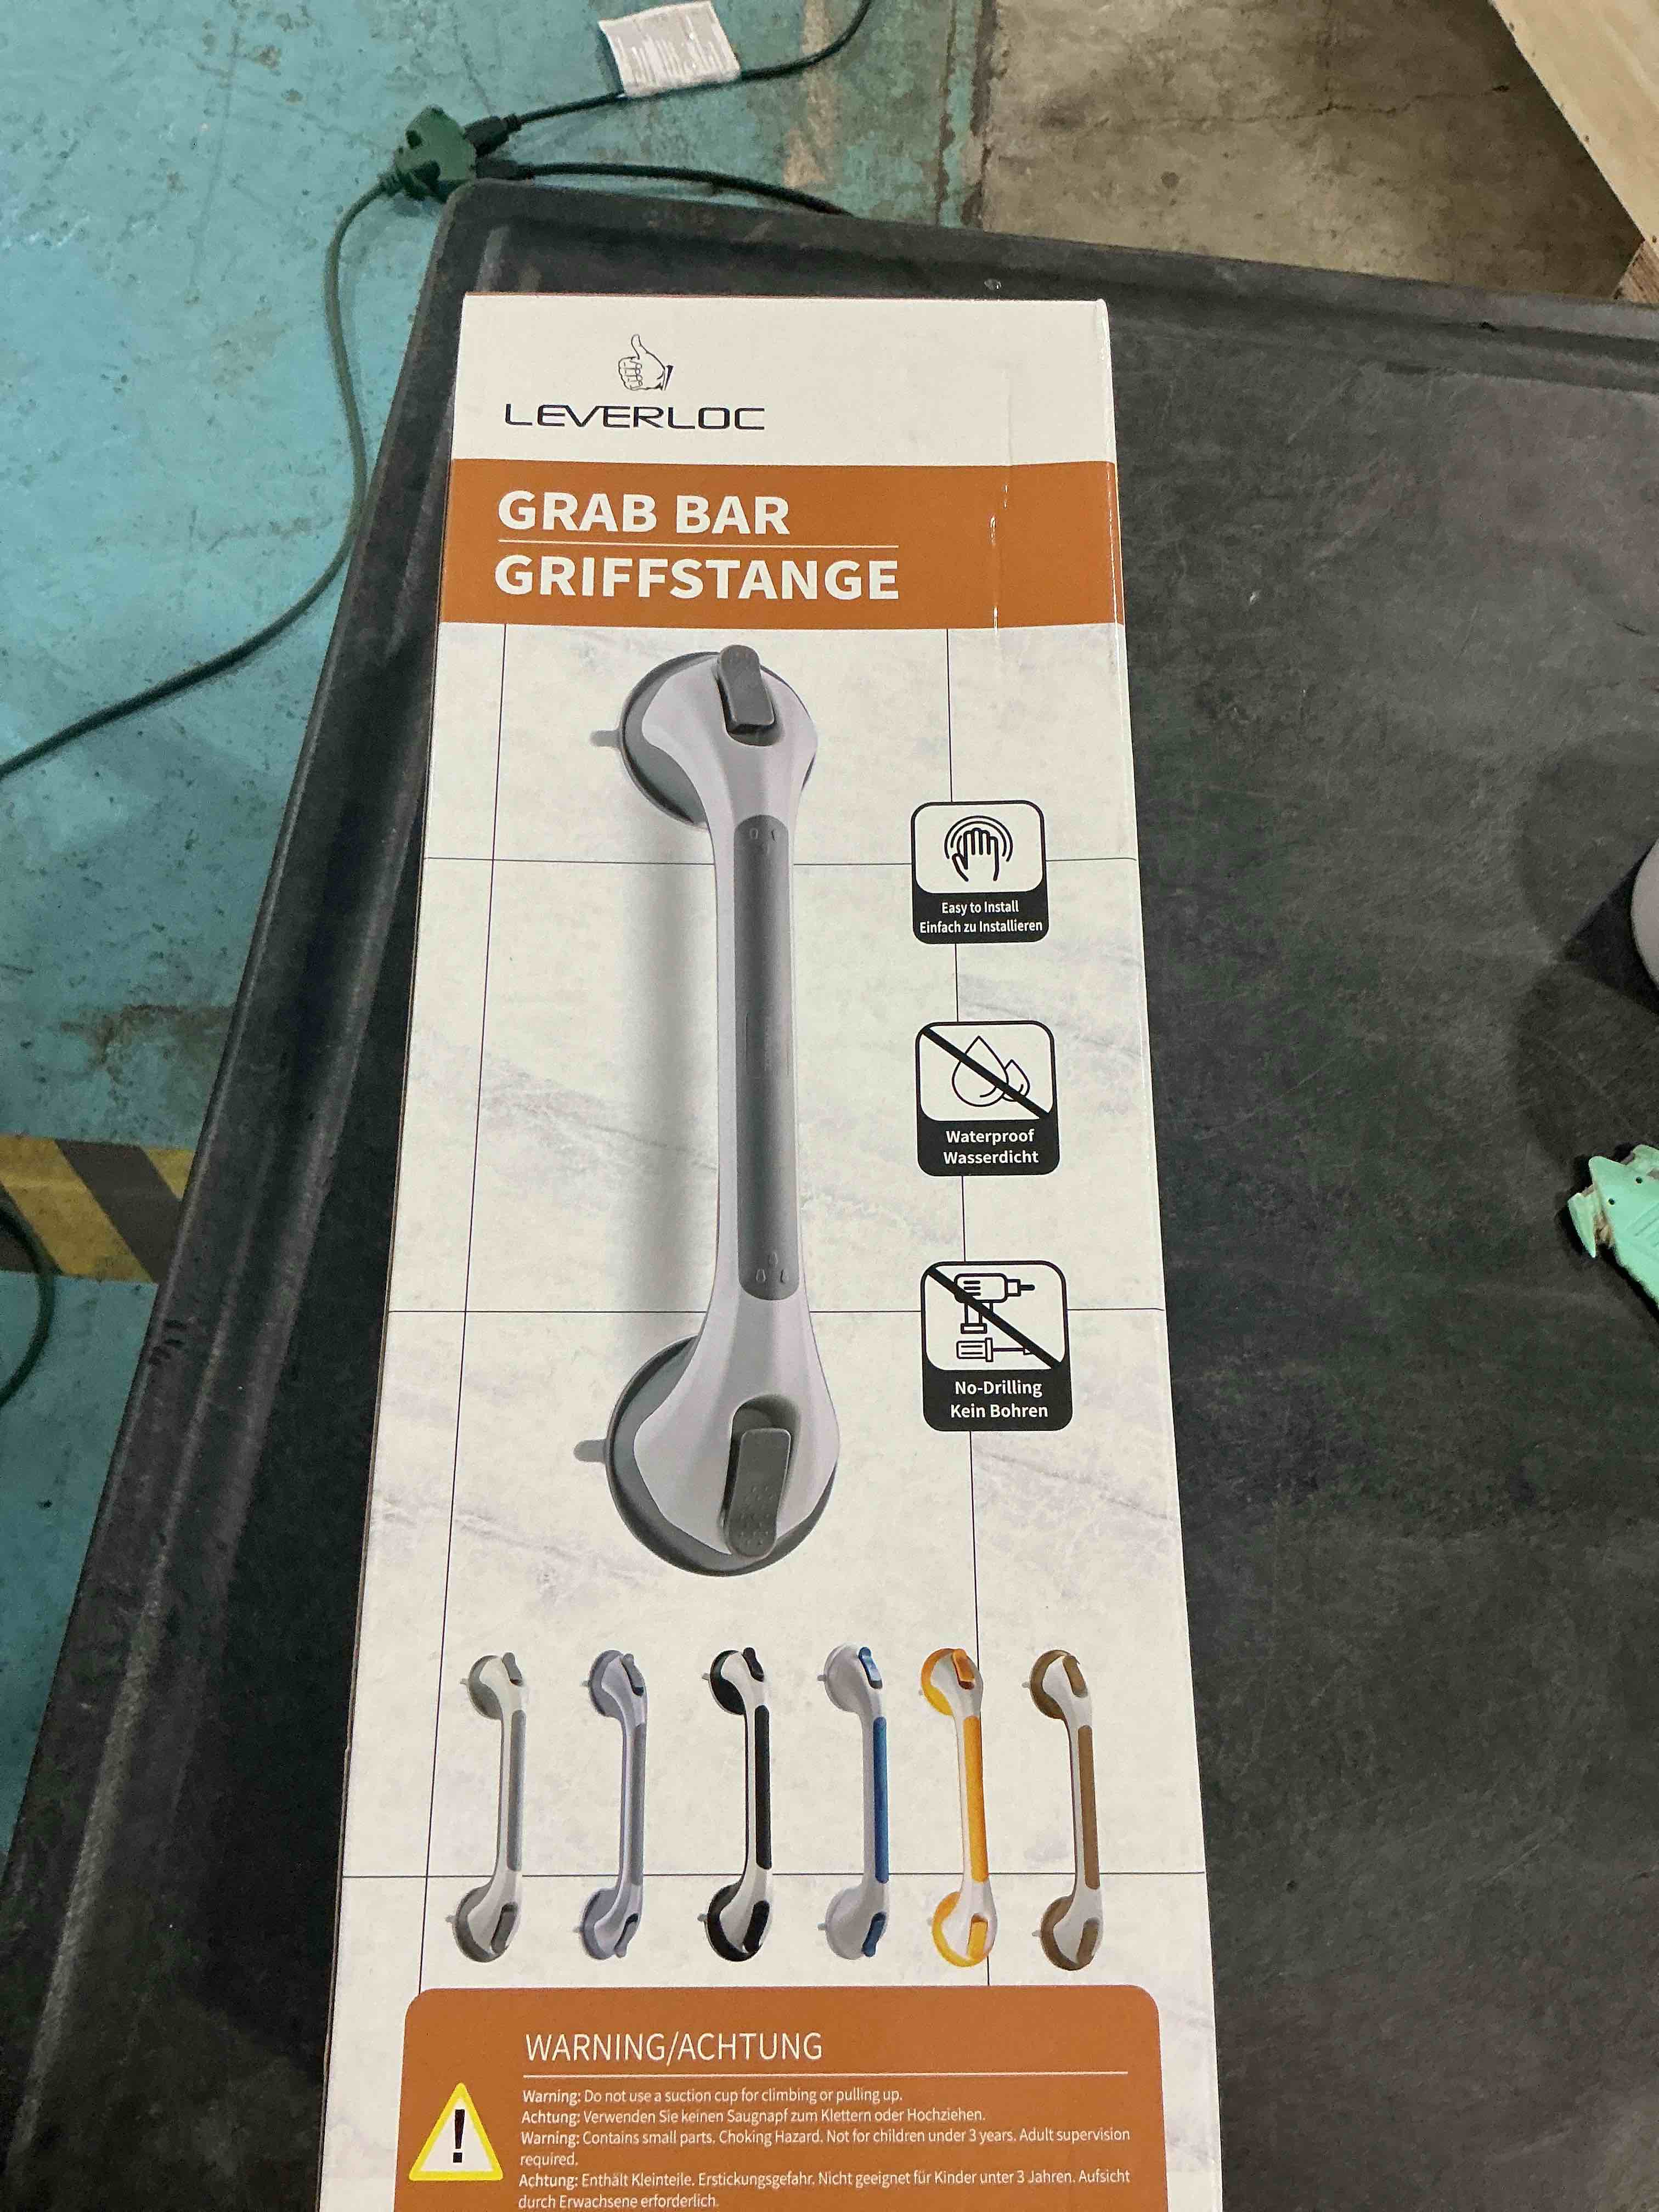 LEVERLOC
GRAB BAR
GRIFFSTANGE
Easy to Install
Einfach zu Installieren
Waterproof
Wasserdicht
No-Drilling
Kein Bohren
WARNING/ACHTUNG
Warning: Do not use a suction cup for climbing or pulling up.
Achtung: Verwenden Sie keinen Saugnapf zum Klettern oder Hochziehen.
Warning: Contains small parts. Choking Hazard. Not for children under 3 years. Adult supervision
required.
Achtung: Enthält Kleinteile. Erstickungsgefahr. Nicht geeignet für Kinder unter 3 Jahren. Aufsicht
durch Erwachsene erforderlich.